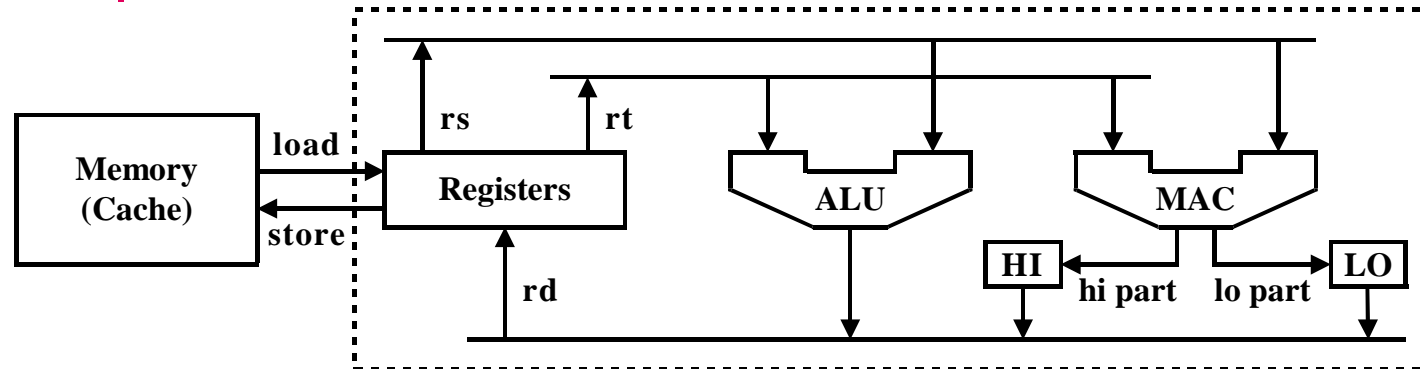 rs
rt
load
Memory
(Cache)
Registers
ALU
MAC
store
HI
LO
hi part
lo part
rd